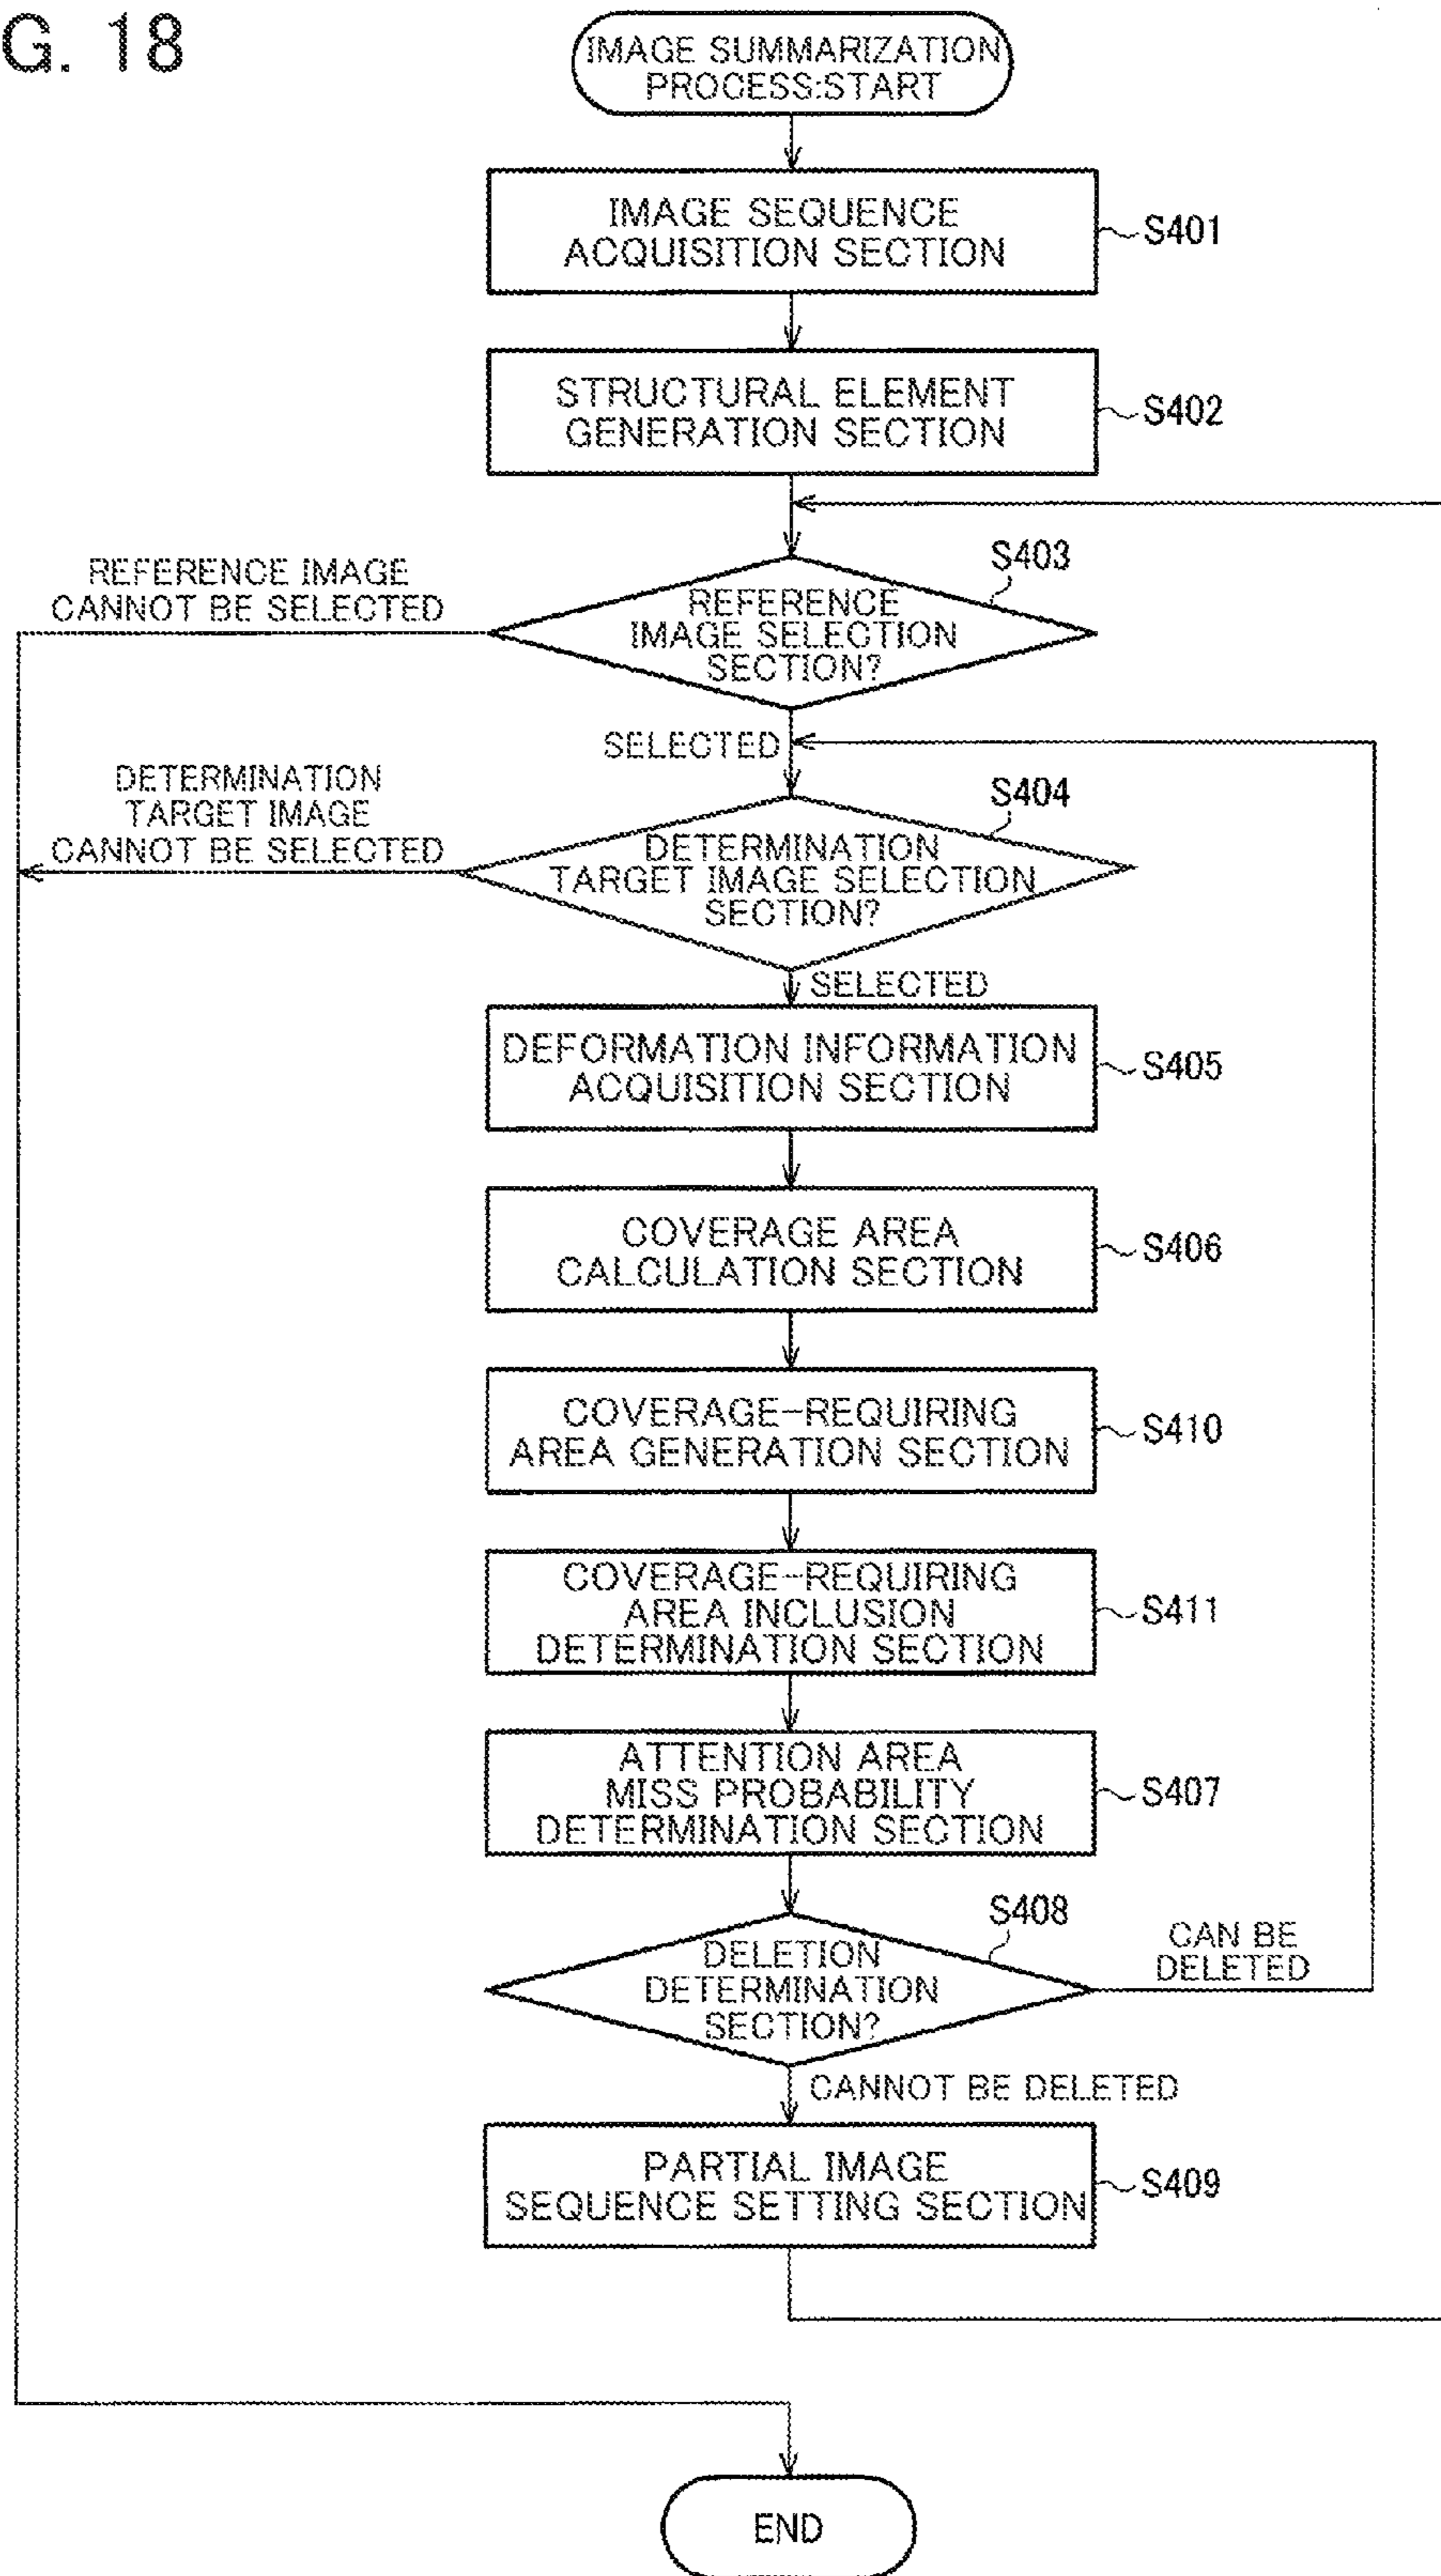 G. 18
IMAGE SUMMARIZATION
PROCESS:START
IMAGE SEQUENCE
ACQUISITION SECTION
S401
STRUCTURAL ELEMENT
GENERATION SECTION
S402
REFERENCE IMAGE
CANNOT BE SELECTED
S403
REFERENCE
IMAGE SELECTION
SECTION?
SELECTED
DETERMINATION
TARGET IMAGE
CANNOT BE SELECTED
S404
DETERMINATION
TARGET IMAGE SELECTION
SECTION?
SELECTED
DEFORMATION INFORMATION
ACQUISITION SECTION
S405
COVERAGE AREA
CALCULATION SECTION
S406
COVERAGE-REQUIRING
AREA GENERATION SECTION
S410
COVERAGE-REQUIRING
AREA INCLUSION
DETERMINATION SECTION
S411
ATTENTION AREA
MISS PROBABILITY
DETERMINATION SECTION
S407
S408
DELETION
DETERMINATION
SECTION?
CAN BE
DELETED
CANNOT BE DELETED
PARTIAL IMAGE
SEQUENCE SETTING SECTION
S409
END